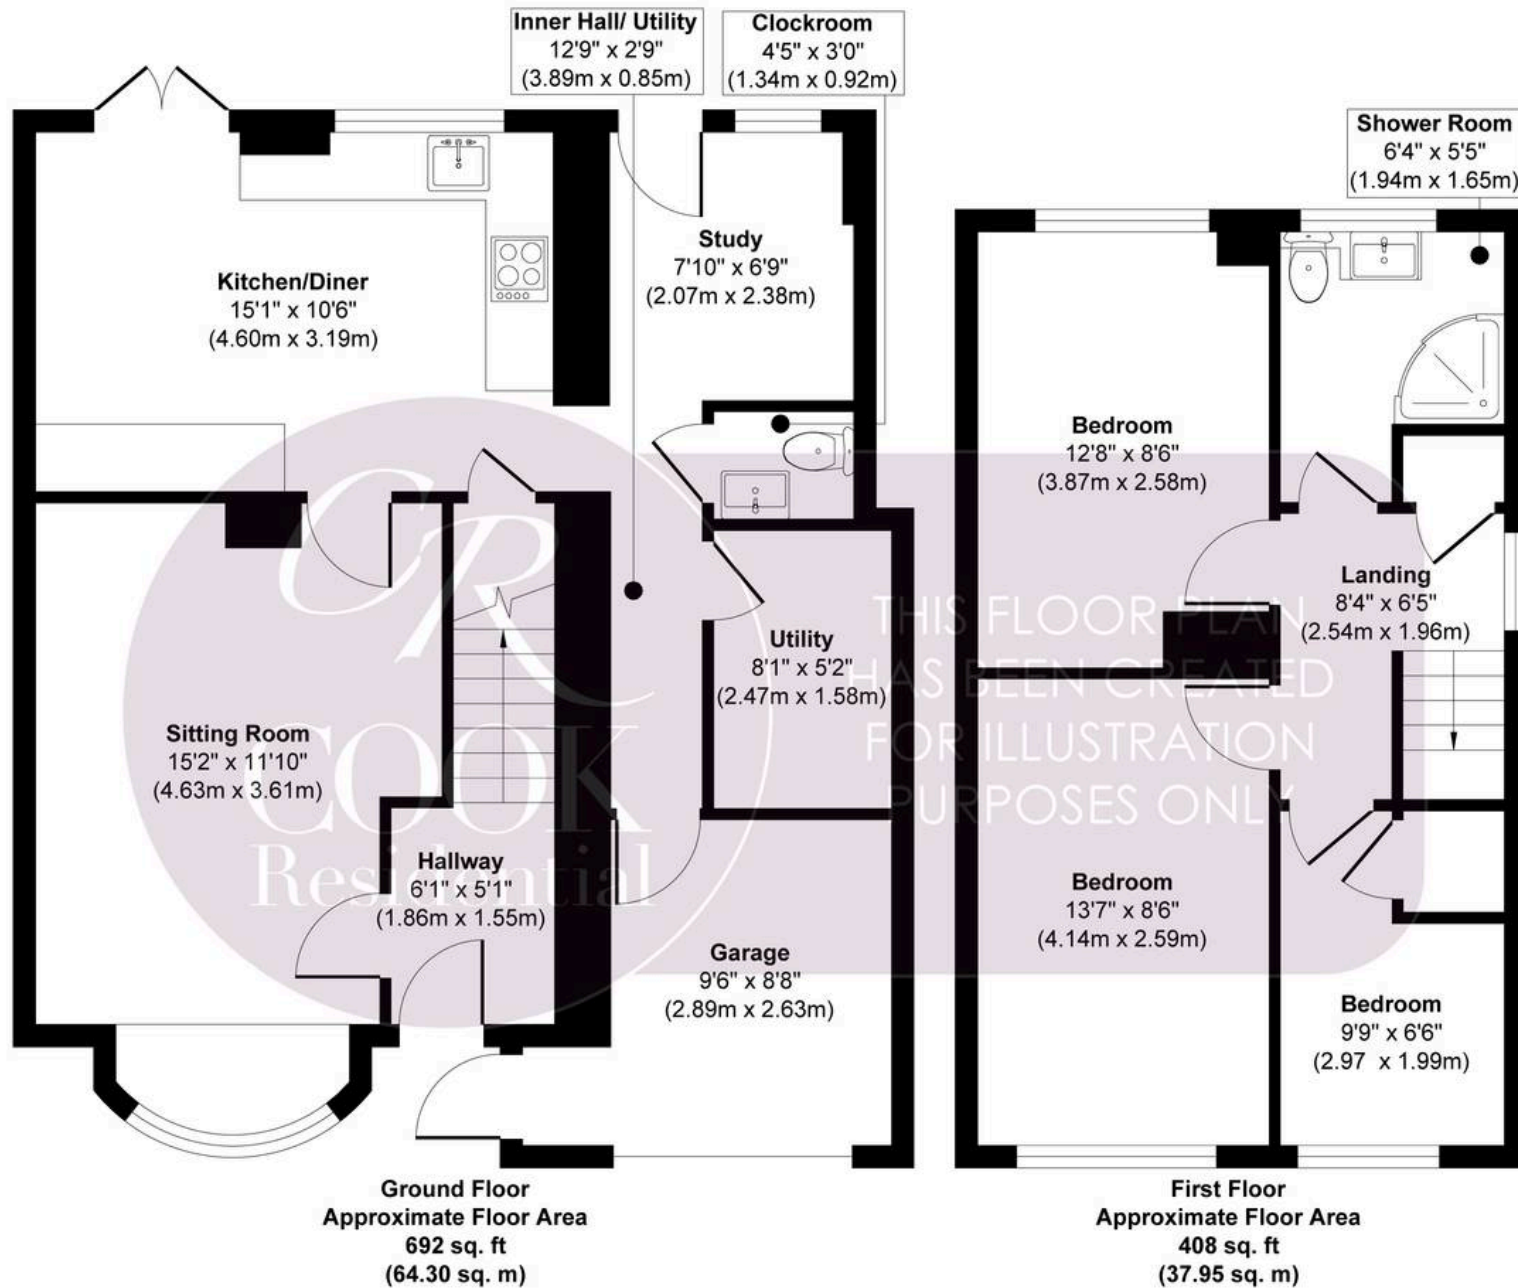 Inner Hall/ Utility
12'9" x 2'9"
(3.89m x 0.85m)
Clockroom
4'5" x 3'0"
(1.34m x 0.92m)
Shower Room
6'4" x 5'5"
(1.94m x 1.65m)
Kitchen/Diner
15'1" x 10'6"
(4.60m x 3.19m)
Study
7'10" x 6'9"
(2.07m x 2.38m)
Bedroom
12'8" x 8'6"
(3.87m x 2.58m)
Landing
8'4" x 6'5"
(2.54m x 1.96m)
Utility
8'1" x 5'2"
(2.47m x 1.58m)
Sitting Room
15'2" x 11'10"
(4.63m x 3.61m)
Hallway
6'1" x 5'1"
(1.86m x 1.55m)
Garage
9'6" x 8'8"
(2.89m x 2.63m)
Bedroom
13'7" x 8'6"
(4.14m x 2.59m)
Bedroom
9'9" x 6'6"
(2.97 x 1.99m)
CR
COOK
Residential
THIS FLOOR PLAN
HAS BEEN CREATED
FOR ILLUSTRATION
PURPOSES ONLY
Ground Floor
Approximate Floor Area
692 sq. ft
(64.30 sq. m)
First Floor
Approximate Floor Area
408 sq. ft
(37.95 sq. m)